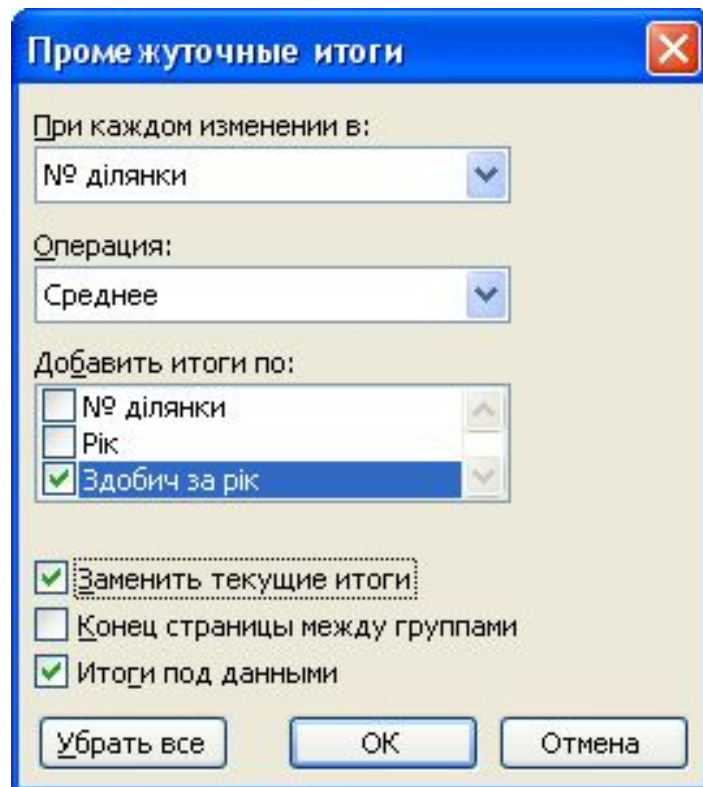 Промежуточные итоги
При каждом изменении в:
№ ділянки
Операция:
Среднее
Добавить итоги по:
№ ділянки
Рік
Здобич за рік
Заменить текущие итоги
Конец страницы между группами
Итоги под данными
Убрать все ОК Отмена